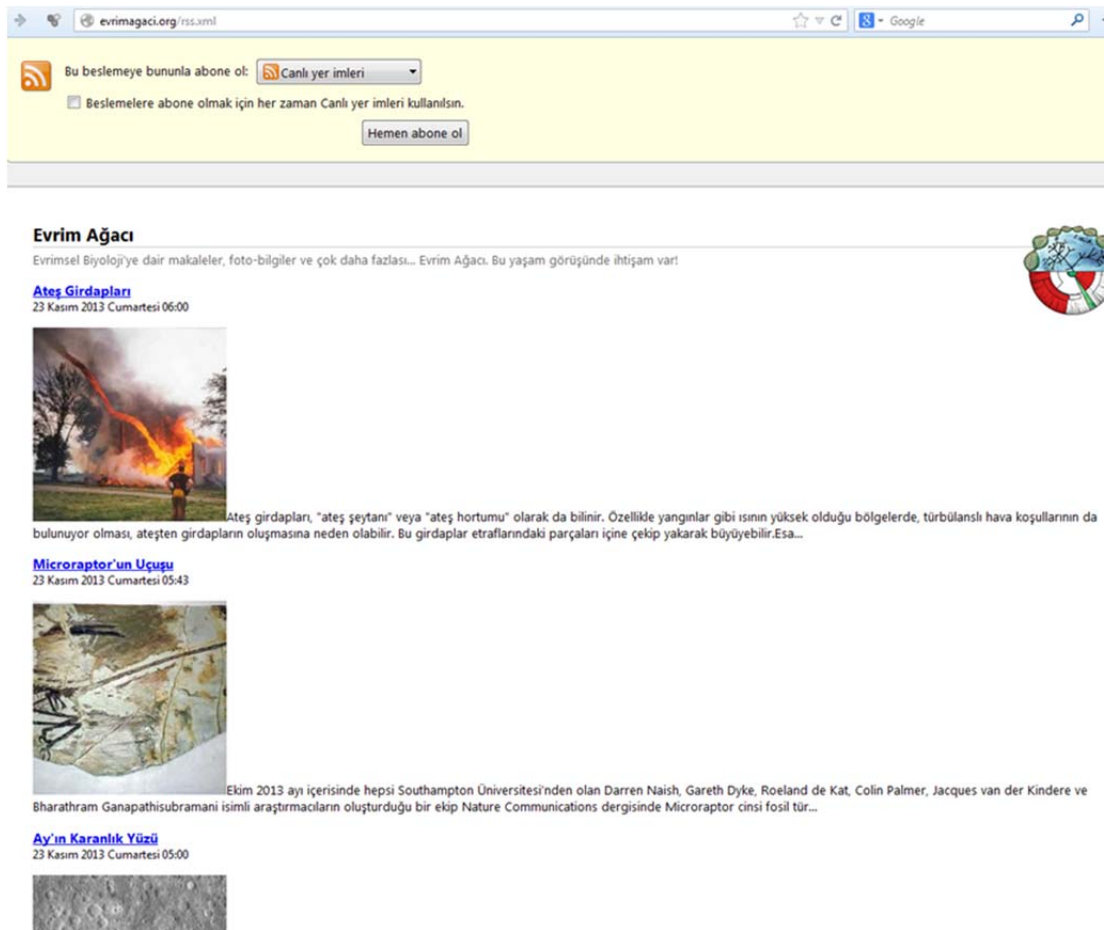 evrimagaci.org/rss.xml
Google
Bu beslemeye bununla abone ol: Canlı yer imleri
Beslemelere abone olmak için her zaman Canlı yer imleri kullanılsın.
Hemen abone ol
Evrim Ağacı
Evrimsel Biyoloji'ye dair makaleler, foto-bilgiler ve çok daha fazlası... Evrim Ağacı. Bu yaşam görüşünde ihtişam var!
Ateş Girdapları
23 Kasım 2013 Cumartesi 06:00
Ateş girdapları, "ateş şeytanı" veya "ateş hortumu" olarak da bilinir. Özellikle yangınlar gibi ısının yüksek olduğu bölgelerde, türbülanslı hava koşullarının da
bulunuyor olması, ateşten girdapların oluşmasına neden olabilir. Bu girdaplar etraflarındaki parçaları içine çekip yakarak büyüyebilir.Esa...
Microraptor'un Uçuşu
23 Kasım 2013 Cumartesi 05:43
Ekim 2013 ayı içerisinde hepsi Southampton Üniversitesi'nden olan Darren Naish, Gareth Dyke, Roeland de Kat, Colin Palmer, Jacques van der Kindere ve
Bharathram Ganapathisubramani isimli araştırmacıların oluşturduğu bir ekip Nature Communications dergisinde Microraptor cinsi fosil tür...
Ay'ın Karanlık Yüzü
23 Kasım 2013 Cumartesi 05:00